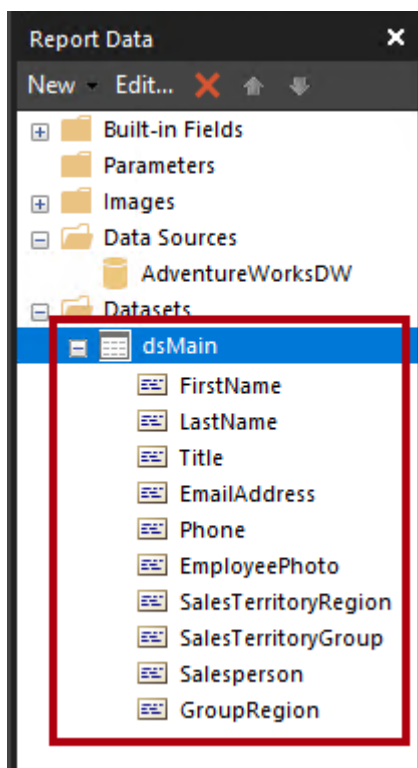 Report Data
New Edit...
Built-in Fields
Parameters
Images
Data Sources
AdventureWorksDW
Datasets
dsMain
FirstName
LastName
Title
EmailAddress
Phone
EmployeePhoto
SalesTerritoryRegion
SalesTerritoryGroup
Salesperson
GroupRegion